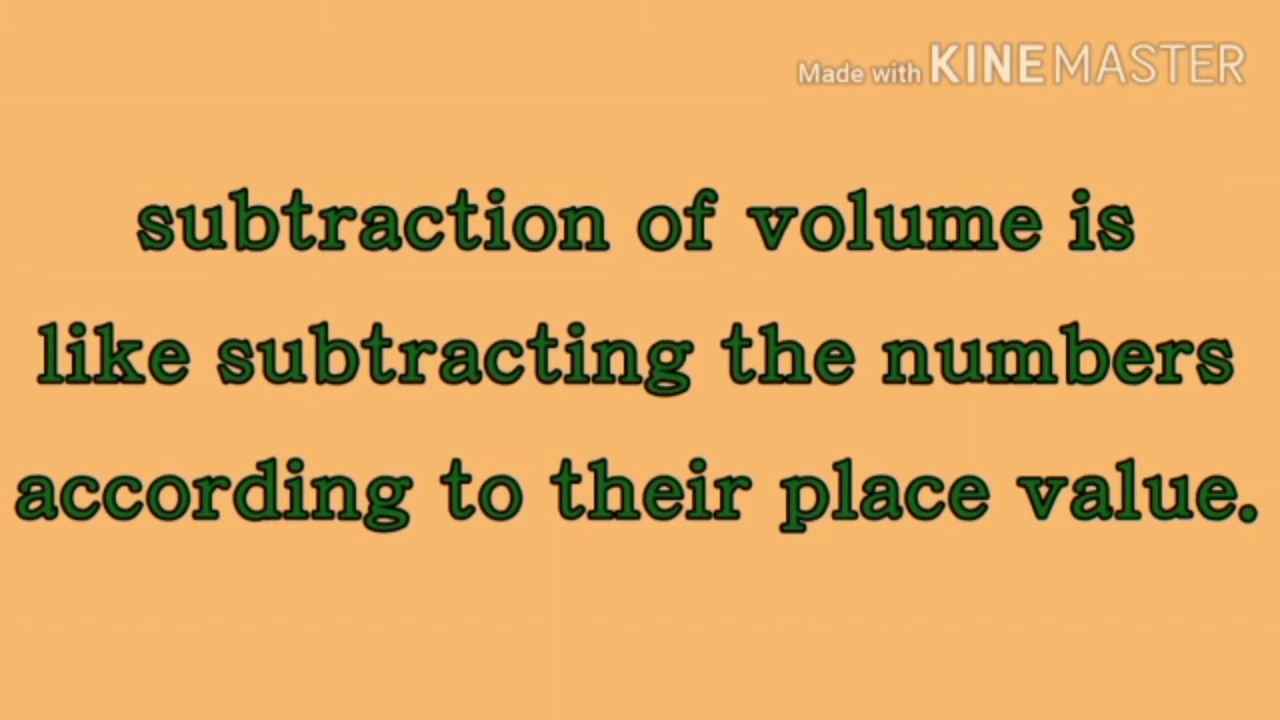 Made with KINEMASTER
subtraction of volume is
like subtracting the numbers
according to their place value.